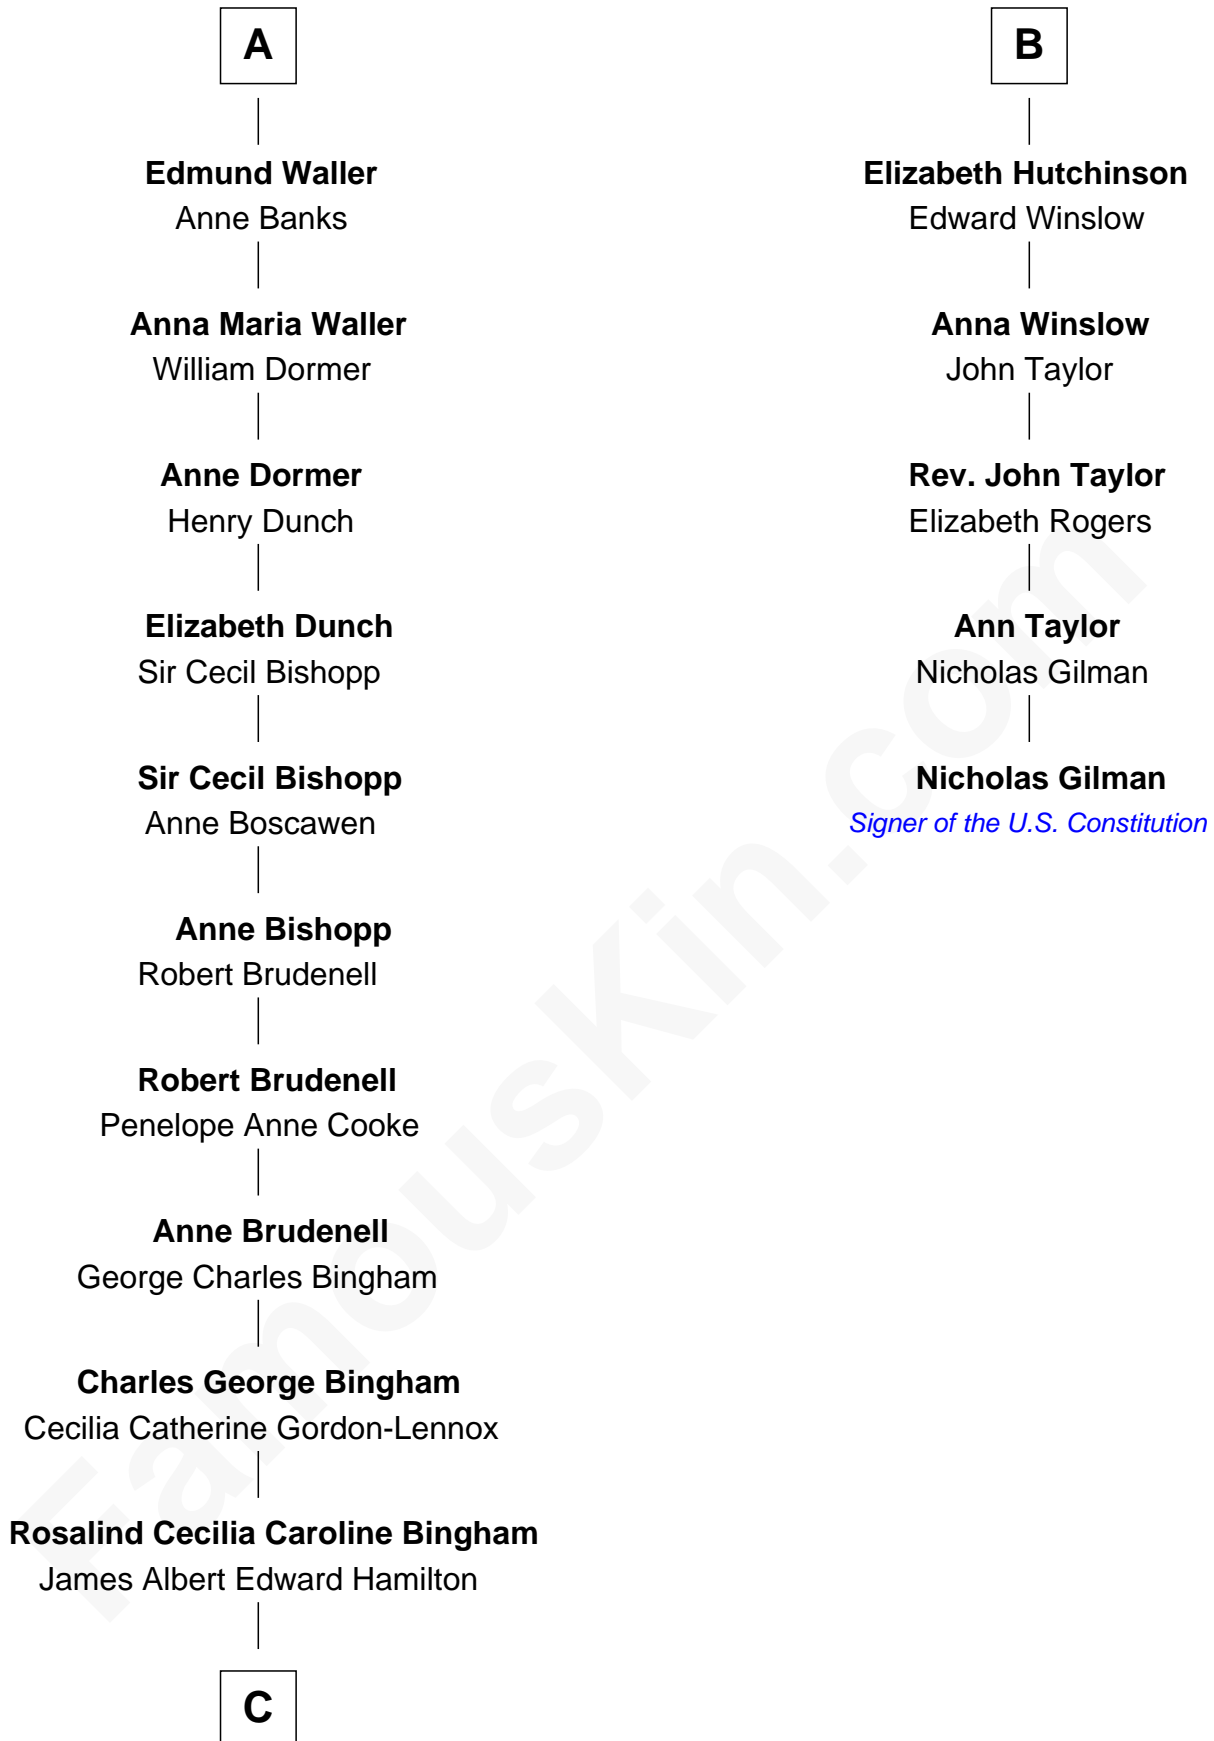 A
Edmund Waller
Anne Banks
Anna Maria Waller
William Dormer
Anne Dormer
Henry Dunch
Elizabeth Dunch
Sir Cecil Bishopp
Sir Cecil Bishopp
Anne Boscawen
Anne Bishopp
Robert Brudenell
Robert Brudenell
Penelope Anne Cooke
Anne Brudenell
George Charles Bingham
Charles George Bingham
Cecilia Catherine Gordon-Lennox
Rosalind Cecilia Caroline Bingham
James Albert Edward Hamilton
C
B
Elizabeth Hutchinson
Edward Winslow
Anna Winslow
John Taylor
Rev. John Taylor
Elizabeth Rogers
Ann Taylor
Nicholas Gilman
Nicholas Gilman
Signer of the U.S. Constitution
FamousKin.com